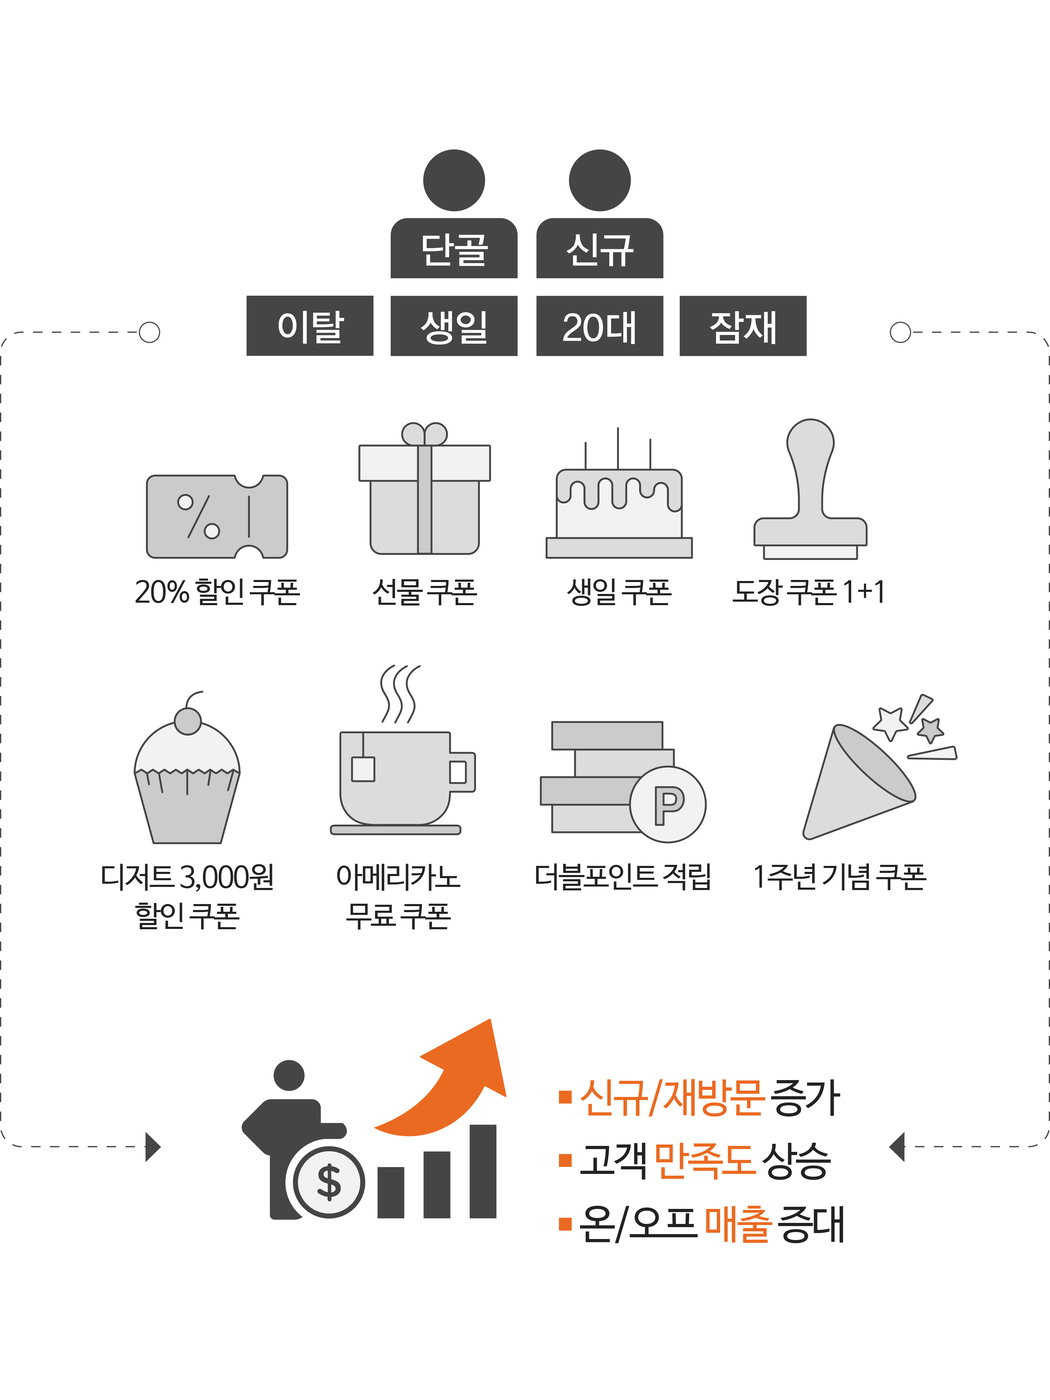 단골 신규
이탈 생일 20대 잠재
20% 할인 쿠폰 선물 쿠폰 생일 쿠폰 도장 쿠폰 1+1
P
디저트 3,000원 아메리카노 더블포인트 적립 1주년 기념 쿠폰
할인 쿠폰 무료 쿠폰
$
▪ 신규/재방문 증가
▪ 고객 만족도 상승
▪ 온/오프 매출 증대